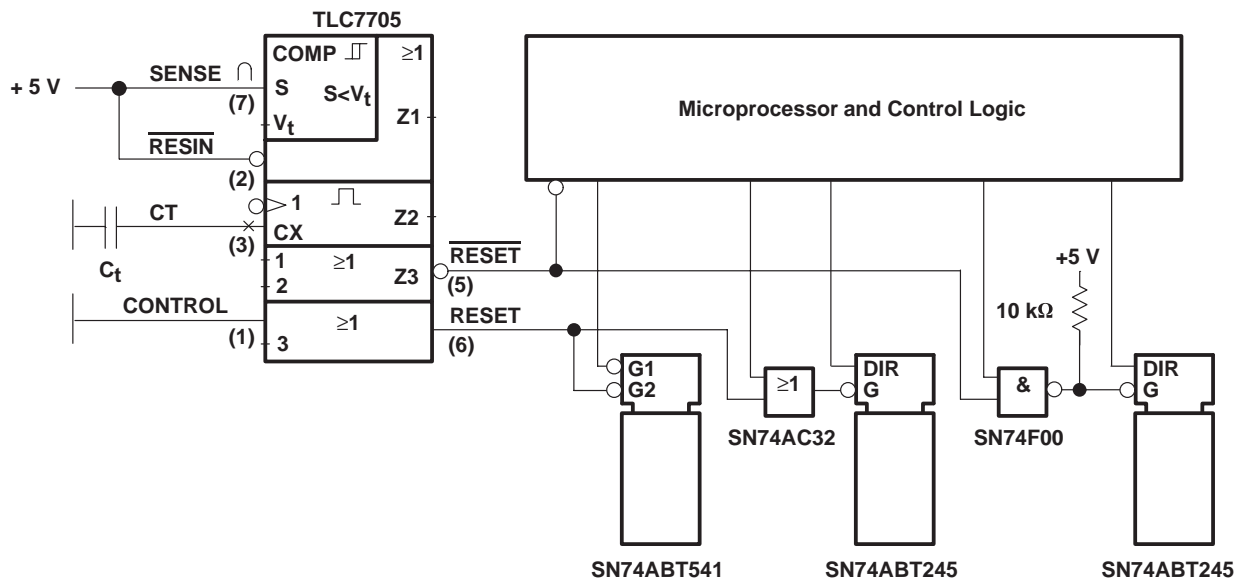 TLC7705
COMP
≥1
+ 5 V
SENSE
S
S<Vt
(7)
Vt
Z1
RESIN
(2)
1
CT
Z2
(3)
CX
Ct
1
≥1
Z3
2
RESET
(5)
CONTROL
≥1
RESET
(1)
3
(6)
Microprocessor and Control Logic
+5 V
10 kΩ
G1
G2
≥1
DIR
G
&
DIR
G
SN74AC32
SN74F00
SN74ABT541
SN74ABT245
SN74ABT245